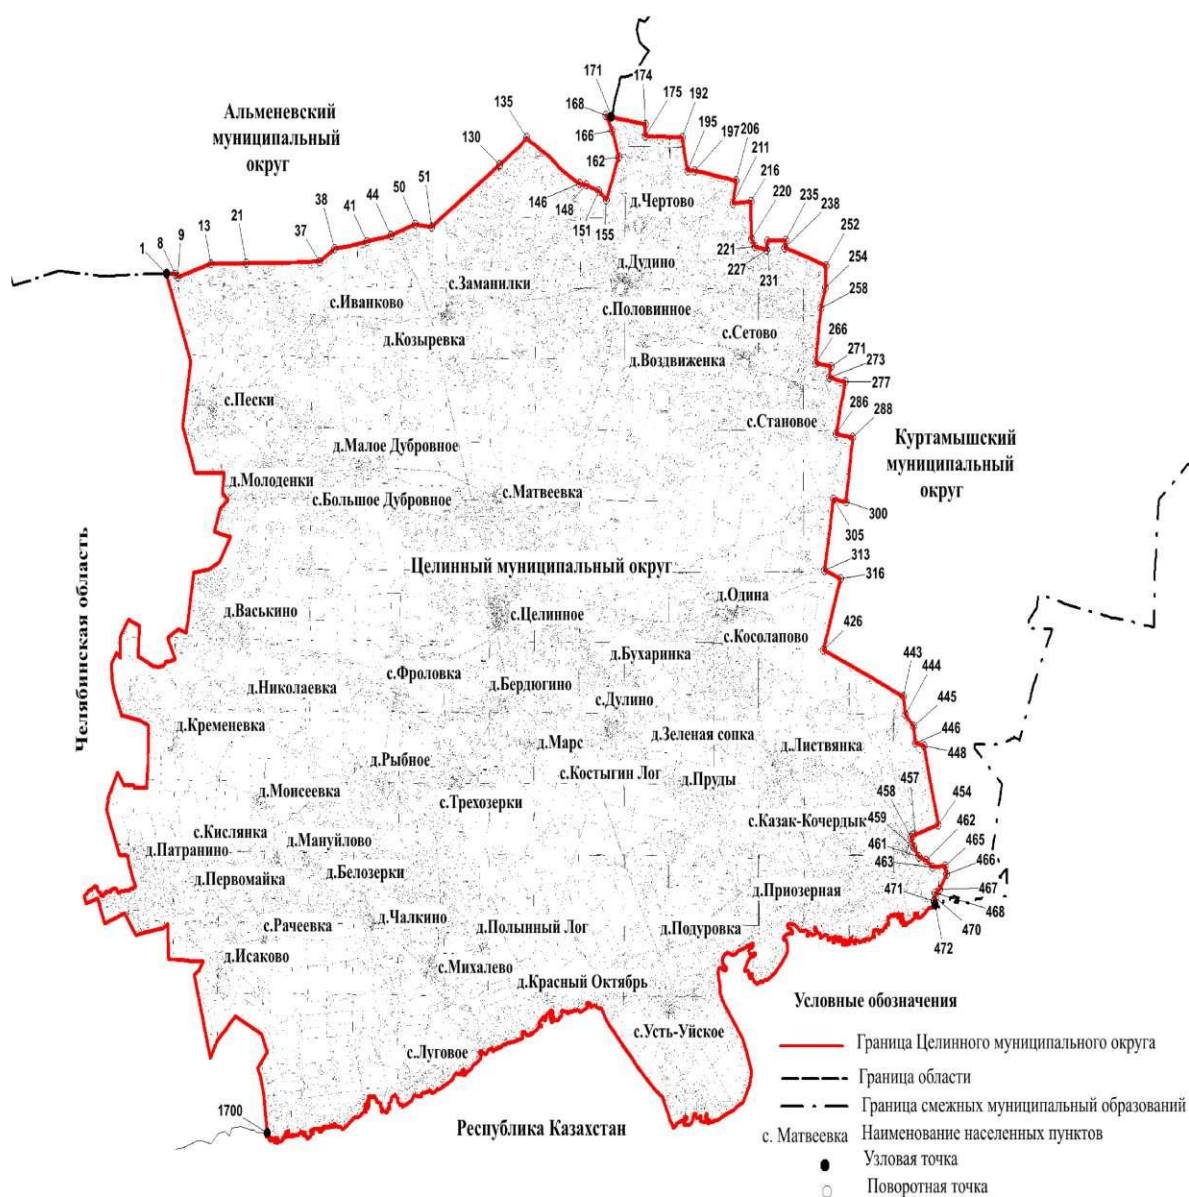 171
174
168
175
192
135
166
195
197
206
Альменевский
муниципальный
округ
130
162
211
216
146
148
151
155
д.Чертово
220
235
238
51
50
44
41
38
37
21
13
9
8
1
221
227
231
252
254
258
д.Дудино
с.Заманилки
с.Иванково
с.Половинное
с.Сетово
д.Козыревка
д.Воздвиженка
266
271
273
277
с.Пески
с.Становое
286
288
Куртамышский
муниципальный
округ
д.Малое Дубровное
д.Молоденки
с.Большое Дубровное
с.Матвеевка
300
305
313
316
Целинный муниципальный округ
Челябинская область
д.Одина
д.Васькино
с.Целинное
с.Косолапово
426
д.Бухаринка
с.Фроловка
д.Бердюгино
д.Николаевка
с.Дулино
443
444
445
446
448
д.Кременевка
д.Марс
д.Зеленая сопка
д.Листвянка
д.Рыбное
с.Костыгин Лог
д.Пруды
д.Моисеевка
с.Трехозерки
457
458
454
459
с.Казак-Кочердык
462
461
465
463
466
с.Кислянка
д.Мануйлово
д.Патранино
д.Первомайка
д.Белозерки
д.Приозерная
467
471
468
470
472
с.Рачеевка
д.Чалкино
д.Полынный Лог
д.Подуровка
д.Исаково
с.Михалево
д.Красный Октябрь
с.Усть-Уйское
с.Луговое
1700
Республика Казахстан
Условные обозначения
Граница Целинного муниципального округа
Граница области
Граница смежных муниципальный образований
с. Матвеевка Наименование населенных пунктов
Узловая точка
Поворотная точка